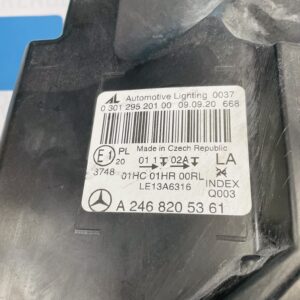 AL Automotive Lighting 0037
0 301 295 201 00 09.09.20 668
Made in Czech Republic
E1 PL 01 1 02A LA
20
3748
01HC 01HR 00RL INDEX
LE13A6316 Q003
A 246 820 53 61